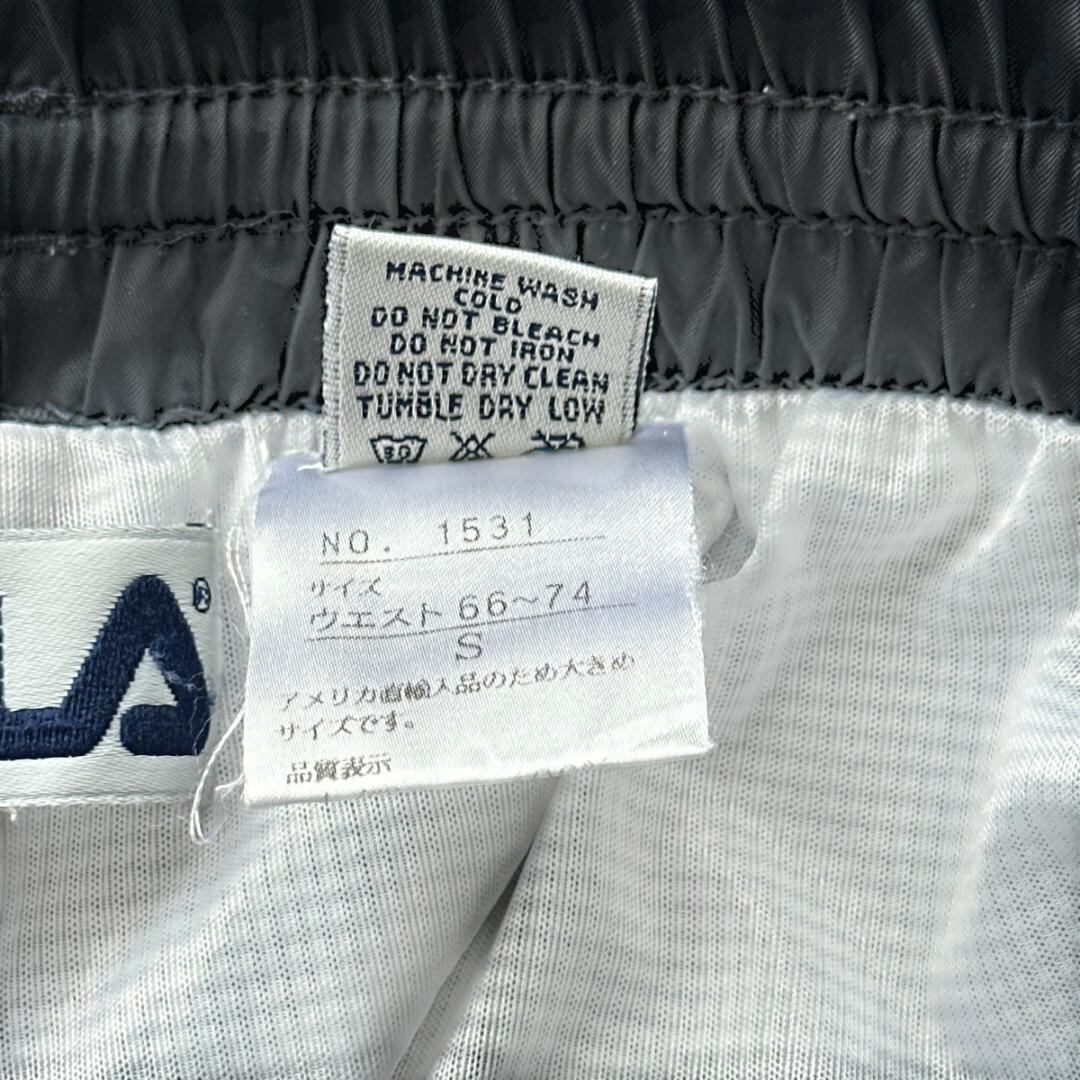 MACHINE WASH
COLD
DO NOT BLEACH
DO NOT IRON
DO NOT DRY CLEAN
TUMBLE DRY LOW
30
LA®
NO. 1531
サイズ
ウエスト 66~74
S
アメリカ直輸入品のため大きめ
サイズです。
品質表示